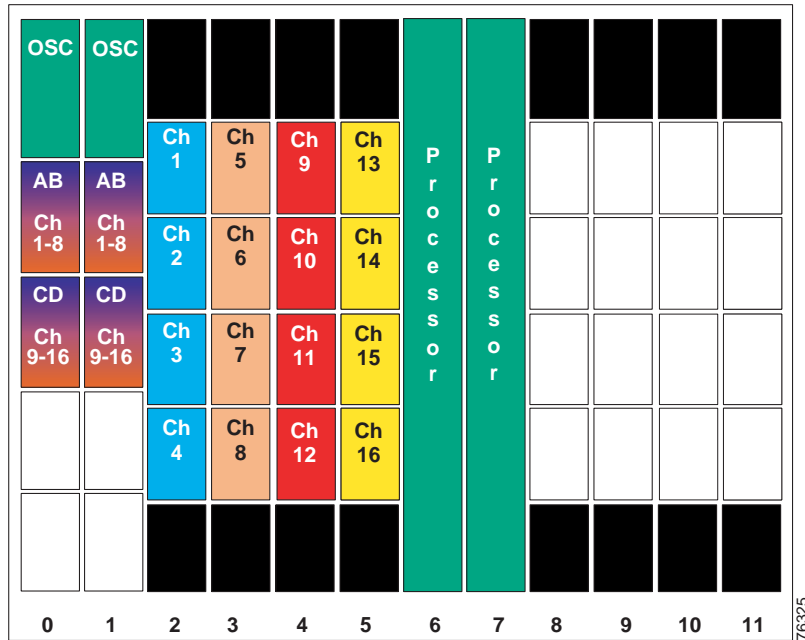 OSC OSC
AB AB
Ch
1-8
Ch
1-8
CD CD
Ch
9-16
Ch
9-16
Ch
1
Ch
2
Ch
3
Ch
4
Ch
5
Ch
6
Ch
7
Ch
8
Ch
9
Ch
10
Ch
11
Ch
12
Ch
13
Ch
14
Ch
15
Ch
16
Processor
Processor
0 1 2 3 4 5 6 7 8 9 10 11
76325